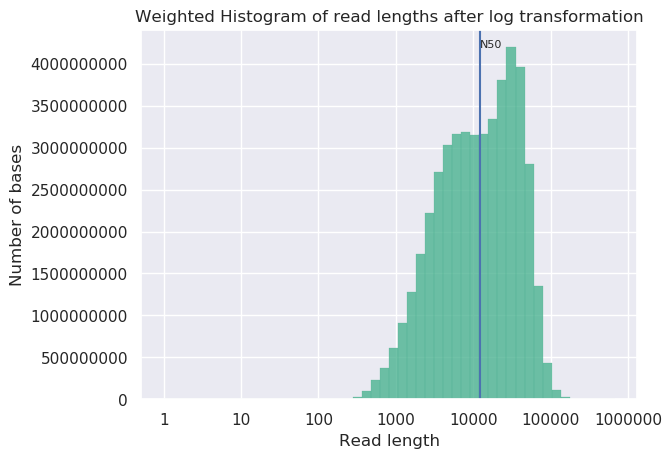 Weighted Histogram of read lengths after log transformation
N50
4000000000
3500000000
3000000000
2500000000
2000000000
1500000000
1000000000
500000000
0
Number of bases
1 10 100 1000 10000 100000 1000000
Read length